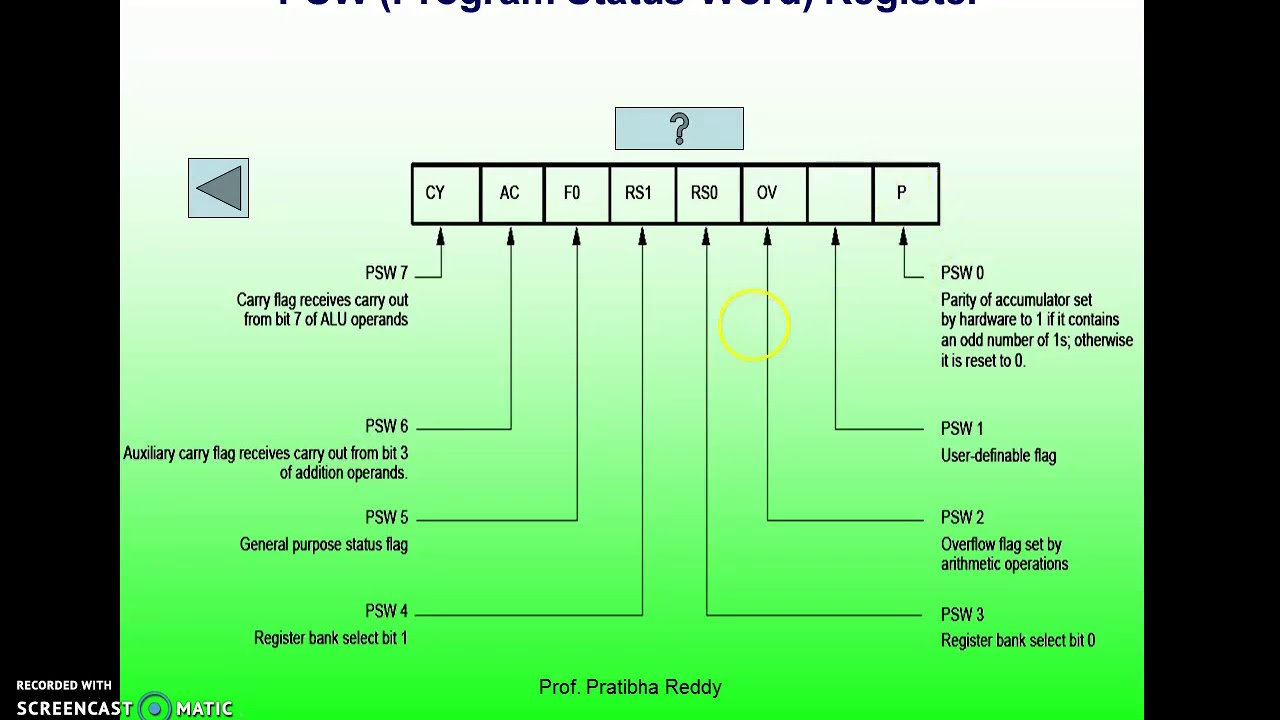 PSW (Program Status Word) Register
?
CY AC F0 RS1 RS0 OV P
PSW 7
Carry flag receives carry out
from bit 7 of ALU operands
PSW 6
Auxiliary carry flag receives carry out from bit 3
of addition operands.
PSW 5
General purpose status flag
PSW 4
Register bank select bit 1
PSW 0
Parity of accumulator set
by hardware to 1 if it contains
an odd number of 1s; otherwise
it is reset to 0.
PSW 1
User-definable flag
PSW 2
Overflow flag set by
arithmetic operations
PSW 3
Register bank select bit 0
Prof. Pratibha Reddy
RECORDED WITH
SCREENCAST MATIC